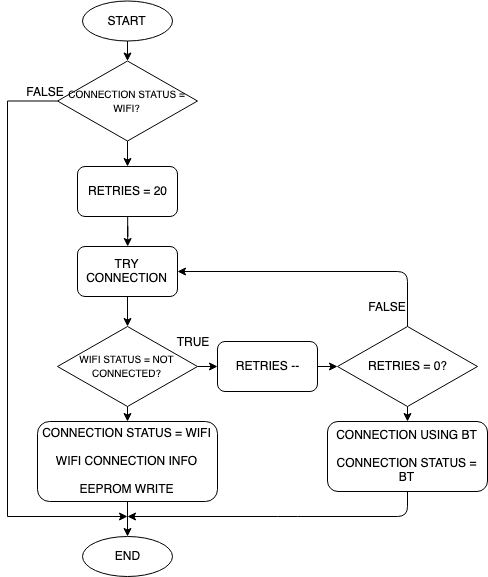 START
FALSE
CONNECTION STATUS =
WIFI?
RETRIES = 20
TRY
CONNECTION
FALSE
WIFI STATUS = NOT
CONNECTED?
TRUE
RETRIES --
RETRIES = 0?
CONNECTION STATUS = WIFI
WIFI CONNECTION INFO
EEPROM WRITE
CONNECTION USING BT
CONNECTION STATUS =
BT
END